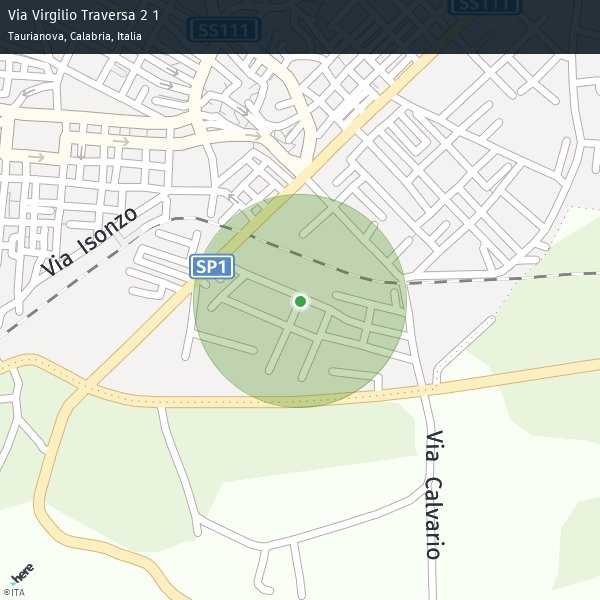 Via Virgilio Traversa 2 1
Taurianova, Calabria, Italia
SS111
SS111
Via Isonzo
SP1
Via Calvario
here
©ITA